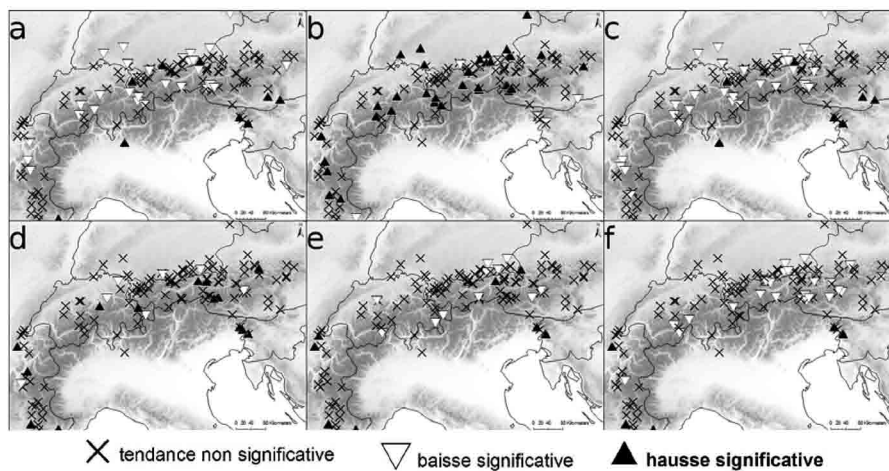 a
b
c
d
e
f
tendance non significative
baisse significative
hausse significative